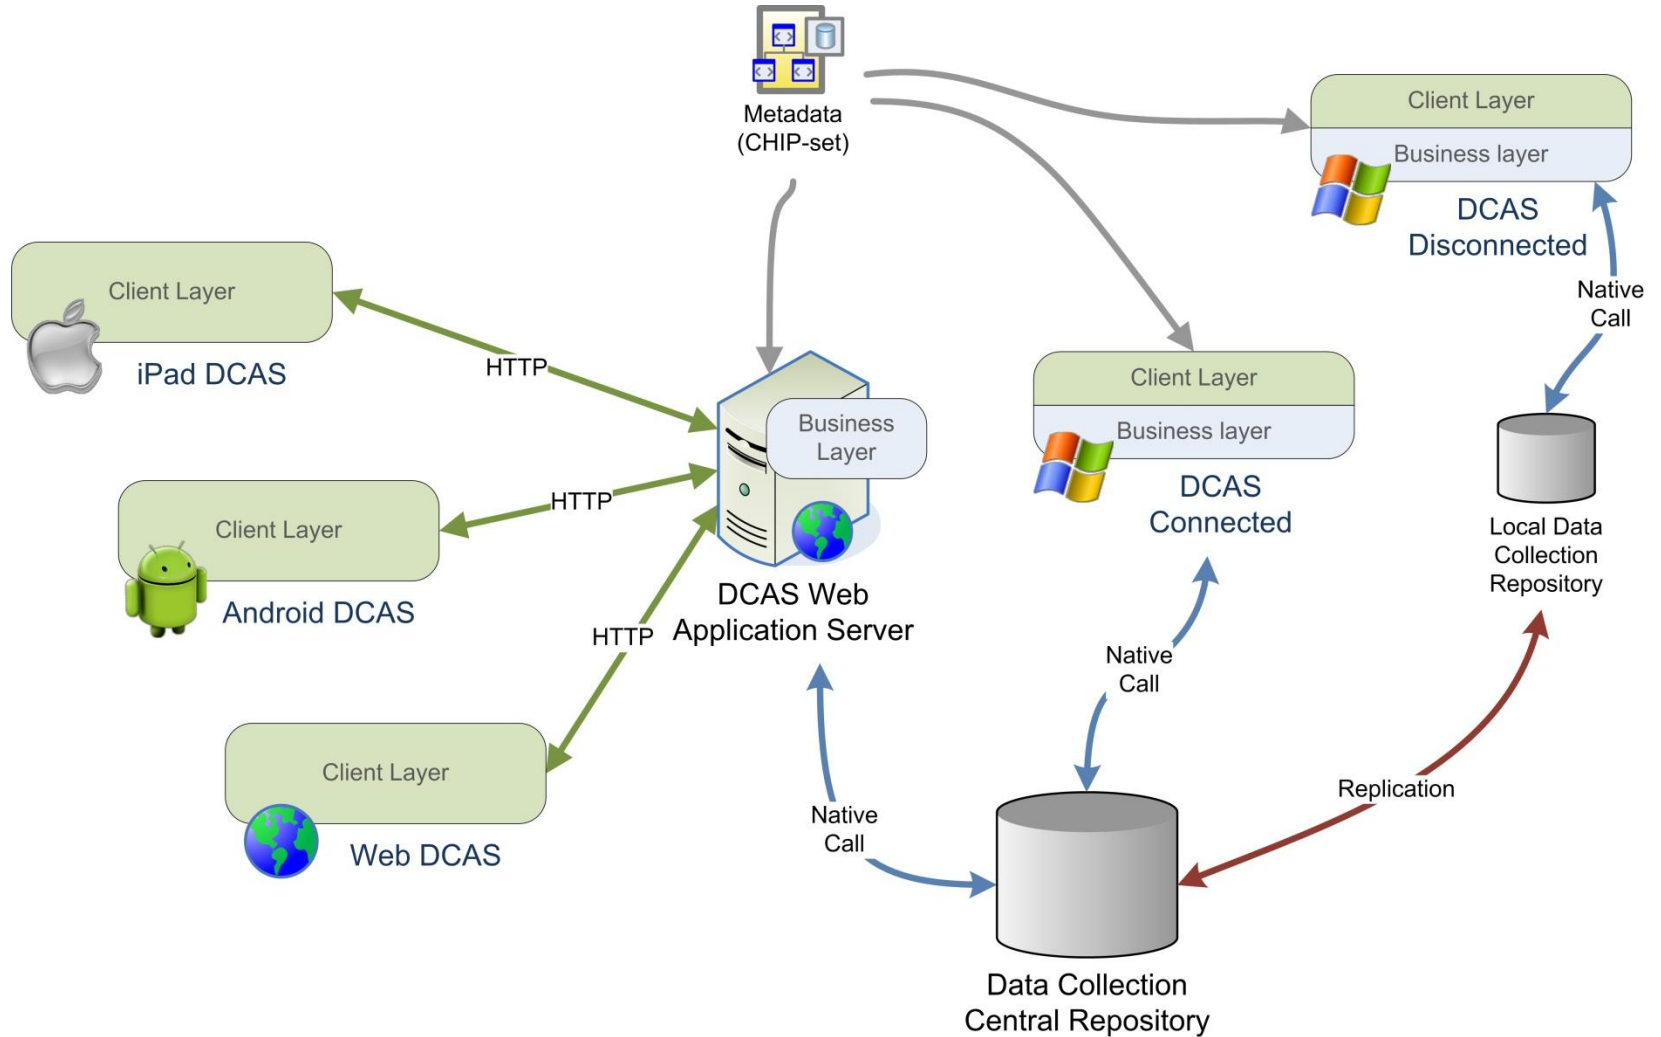 Metadata
(CHIP-set)
Client Layer
Business layer
DCAS
Disconnected
Native
Call
Client Layer
iPad DCAS
HTTP
Business
Layer
Client Layer
Business layer
DCAS
Connected
Client Layer
Android DCAS
HTTP
Local Data
Collection
Repository
DCAS Web
Application Server
HTTP
Native
Call
Client Layer
Web DCAS
Native
Call
Replication
Data Collection
Central Repository